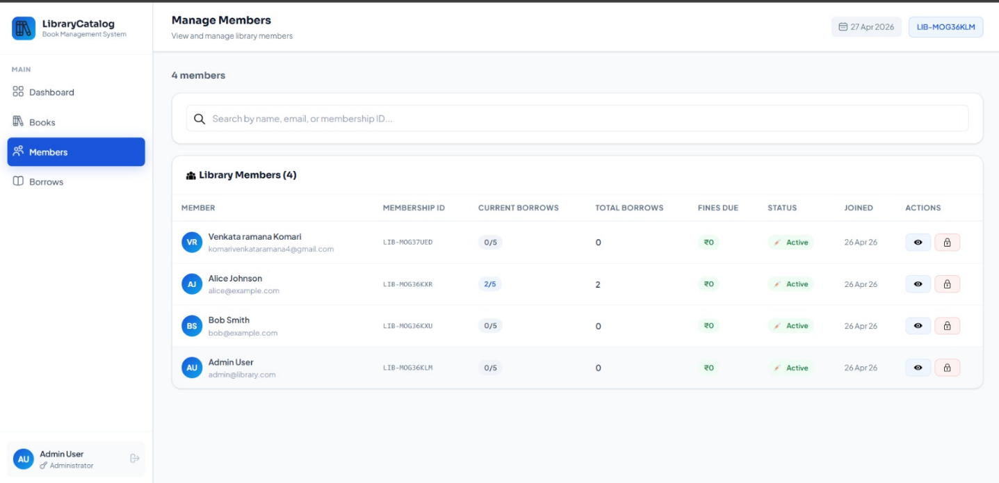 LibraryCatalog
Book Management System
MAIN
Dashboard
Books
Members
Borrows
AU
Admin User
Administrator
Manage Members
View and manage library members
27 Apr 2026
LIB-MOG36KLM
4 members
Search by name, email, or membership ID...
Library Members (4)
MEMBER MEMBERSHIP ID CURRENT BORROWS TOTAL BORROWS FINES DUE STATUS JOINED ACTIONS
VR Venkata ramana Komari LIB-MOG37UED 0/5 0 ₹0 Active 26 Apr 26
komarivenkataramana4@gmail.com
AJ Alice Johnson LIB-MOG36KXR 2/5 2 ₹0 Active 26 Apr 26
alice@example.com
BS Bob Smith LIB-MOG36KXU 0/5 0 ₹0 Active 26 Apr 26
bob@example.com
AU Admin User LIB-MOG36KLM 0/5 0 ₹0 Active 26 Apr 26
admin@library.com